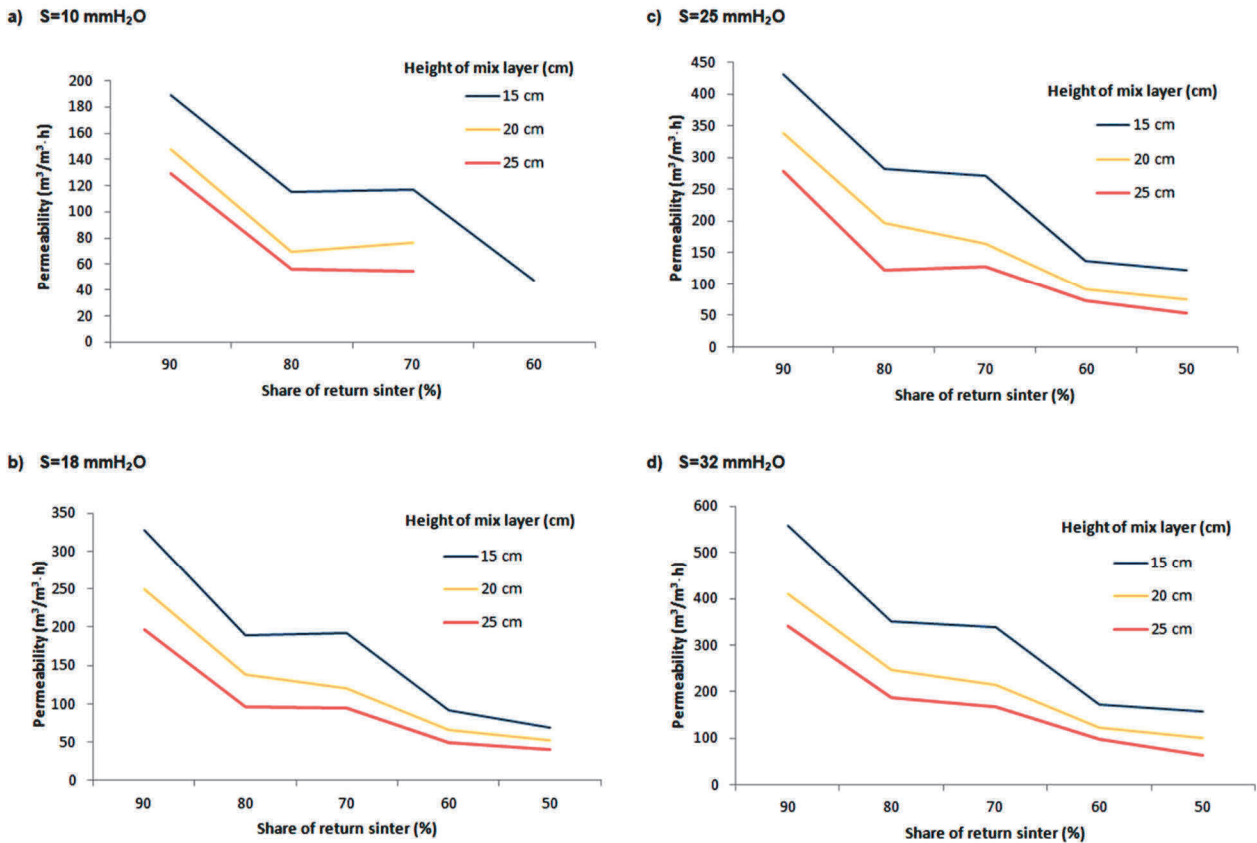 a) S=10 mmH₂O
Height of mix layer (cm)
15 cm
20 cm
25 cm
Permeability (m³/m³·h)
200
180
160
140
120
100
80
60
40
20
0
90 80 70 60
Share of return sinter (%)
c) S=25 mmH₂O
Height of mix layer (cm)
15 cm
20 cm
25 cm
Permeability (m³/m³·h)
450
400
350
300
250
200
150
100
50
0
90 80 70 60 50
Share of return sinter (%)
b) S=18 mmH₂O
Height of mix layer (cm)
15 cm
20 cm
25 cm
Permeability (m³/m³·h)
350
300
250
200
150
100
50
0
90 80 70 60 50
Share of return sinter (%)
d) S=32 mmH₂O
Height of mix layer (cm)
15 cm
20 cm
25 cm
Permeability (m³/m³·h)
600
500
400
300
200
100
0
90 80 70 60 50
Share of return sinter (%)